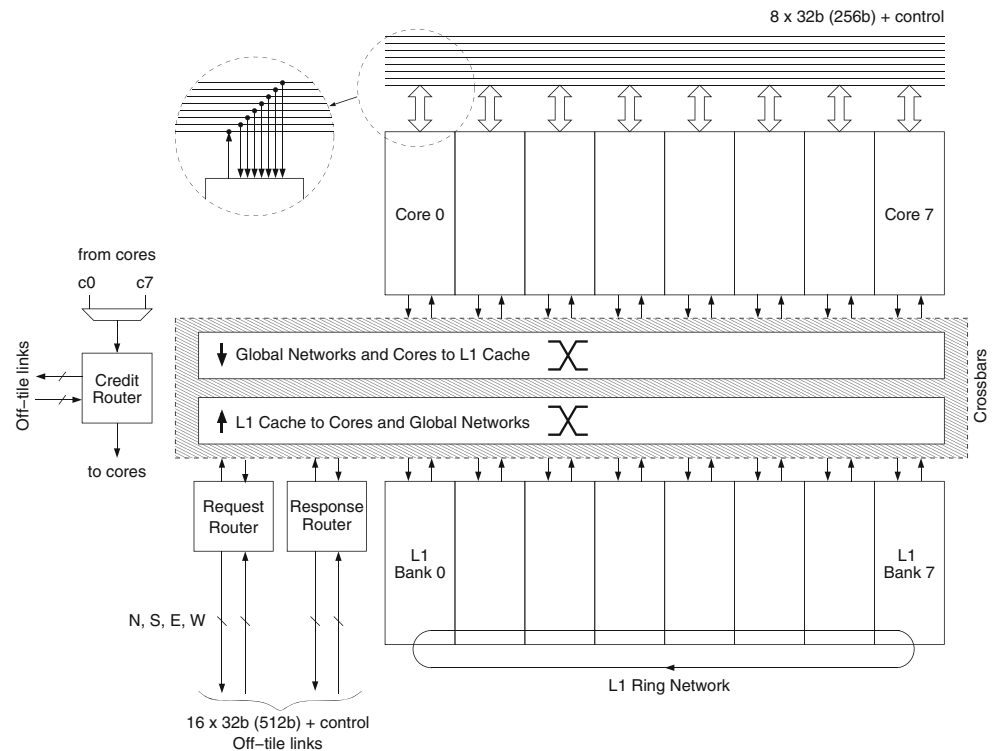 8 x 32b (256b) + control
Core 0
Core 7
from cores
c0
c7
Off−tile links
Credit
Router
to cores
Global Networks and Cores to L1 Cache
L1 Cache to Cores and Global Networks
Crossbars
Request
Router
Response
Router
L1
Bank 0
L1
Bank 7
N, S, E, W
L1 Ring Network
16 x 32b (512b) + control
Off−tile links